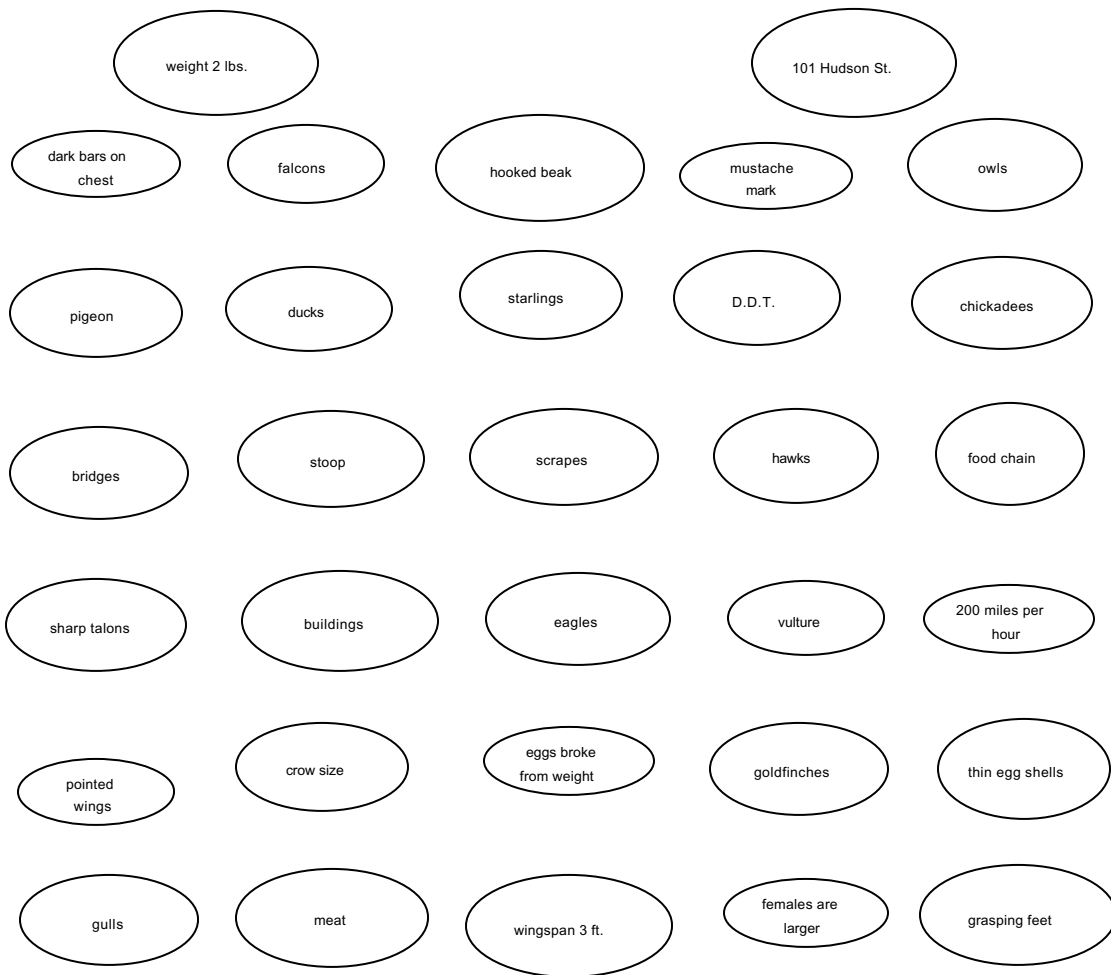 weight 2 lbs.
101 Hudson St.
dark bars on
chest
falcons
hooked beak
mustache
mark
owls
pigeon
ducks
starlings
D.D.T.
chickadees
bridges
stoop
scrapes
hawks
food chain
sharp talons
buildings
eagles
vulture
200 miles per
hour
pointed
wings
crow size
eggs broke
from weight
goldfinches
thin egg shells
gulls
meat
wingspan 3 ft.
females are
larger
grasping feet